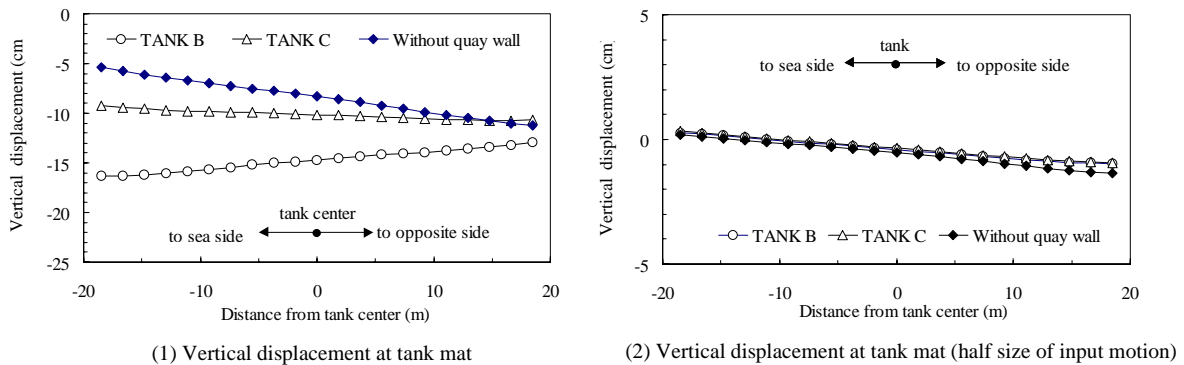 0
-5
-10
-15
-20
-25
Vertical displacement (cm
TANK B TANK C Without quay wall
tank center
to sea side to opposite side
-20 -10 0 10 20
Distance from tank center (m)
(1) Vertical displacement at tank mat
5
0
-5
Vertical displacement (cm)
tank
to sea side to opposite side
TANK B TANK C Without quay wall
-20 -10 0 10 20
Distance from tank center (m)
(2) Vertical displacement at tank mat (half size of input motion)